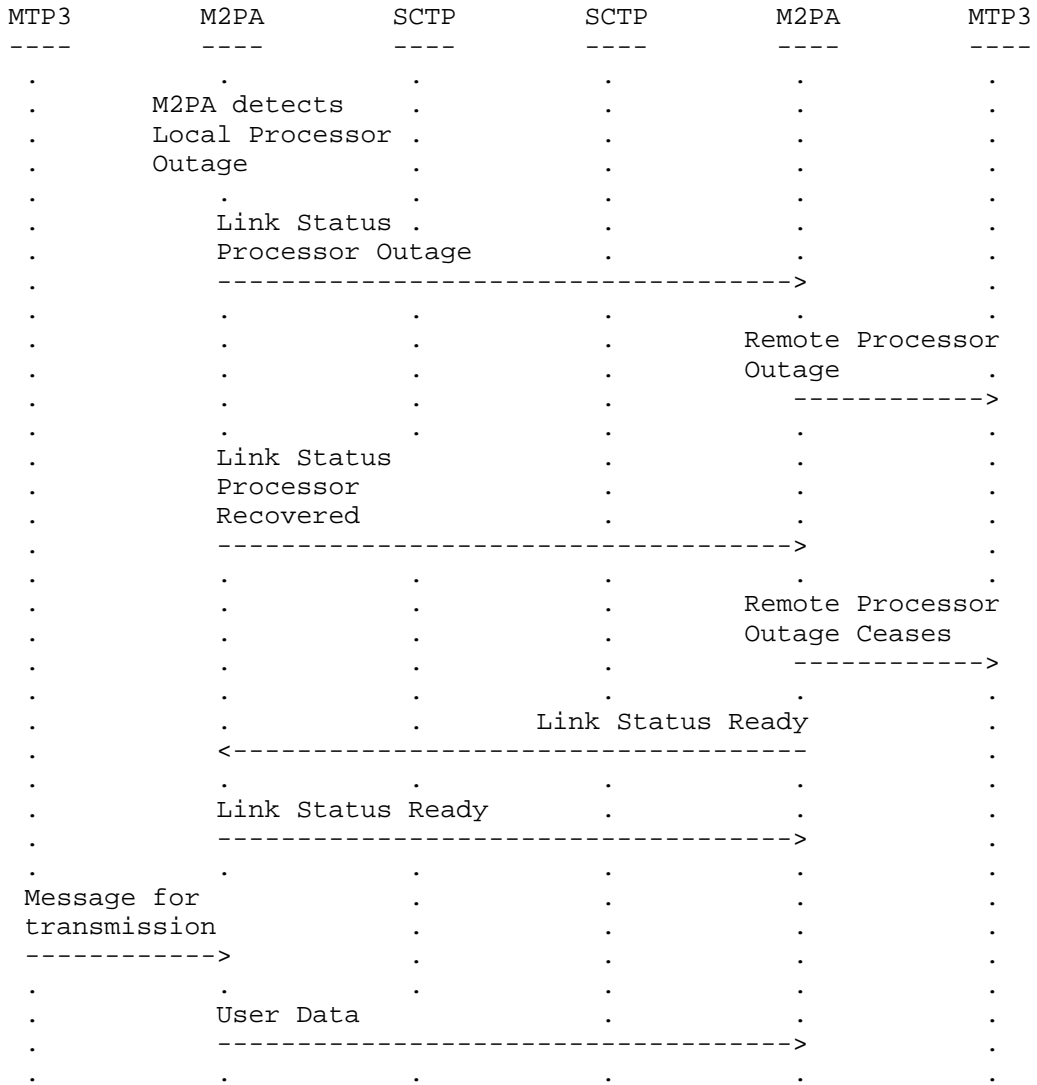 MTP3        M2PA        SCTP        SCTP        M2PA        MTP3
----        ----        ----        ----        ----        ----
 .           .           .           .           .           .
 .       M2PA detects    .           .           .           .
 .       Local Processor .           .           .           .
 .       Outage          .           .           .           .
 .           .           .           .           .           .
 .           Link Status .           .           .           .
 .           Processor Outage        .           .           .
 .           ------------------------------------>           .
 .           .           .           .           .           .
 .           .           .           .       Remote Processor
 .           .           .           .       Outage          .
 .           .           .           .          ------------>
 .           .           .           .           .           .
 .           Link Status             .           .           .
 .           Processor               .           .           .
 .           Recovered               .           .           .
 .           ------------------------------------>           .
 .           .           .           .           .           .
 .           .           .           .       Remote Processor
 .           .           .           .       Outage Ceases
 .           .           .           .          ------------>
 .           .           .           .           .           .
 .           .           .       Link Status Ready           .
 .           <------------------------------------           .
 .           .           .           .           .           .
 .           Link Status Ready       .           .           .
 .           ------------------------------------>           .
 .           .           .           .           .           .
 Message for             .           .           .           .
 transmission            .           .           .           .
 ------------>           .           .           .           .
 .           .           .           .           .           .
 .           User Data               .           .           .
 .           ------------------------------------>           .
 .           .           .           .           .           .